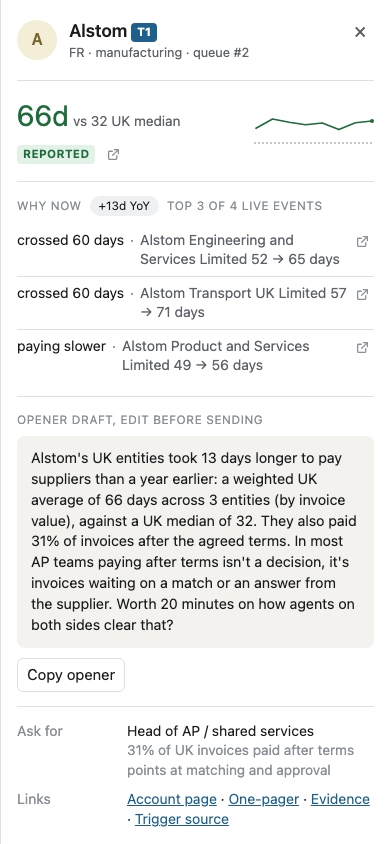 A
Alstom T1
FR · manufacturing · queue #2
66d vs 32 UK median
REPORTED
WHY NOW +13d YoY TOP 3 OF 4 LIVE EVENTS
crossed 60 days · Alstom Engineering and
Services Limited 52 → 65 days
crossed 60 days · Alstom Transport UK Limited 57
→ 71 days
paying slower · Alstom Product and Services
Limited 49 → 56 days
OPENER DRAFT, EDIT BEFORE SENDING
Alstom's UK entities took 13 days longer to pay
suppliers than a year earlier: a weighted UK
average of 66 days across 3 entities (by invoice
value), against a UK median of 32. They also paid
31% of invoices after the agreed terms. In most
AP teams paying after terms isn't a decision, it's
invoices waiting on a match or an answer from
the supplier. Worth 20 minutes on how agents on
both sides clear that?
Copy opener
Ask for Head of AP / shared services
31% of UK invoices paid after terms
points at matching and approval
Links Account page · One-pager · Evidence
· Trigger source